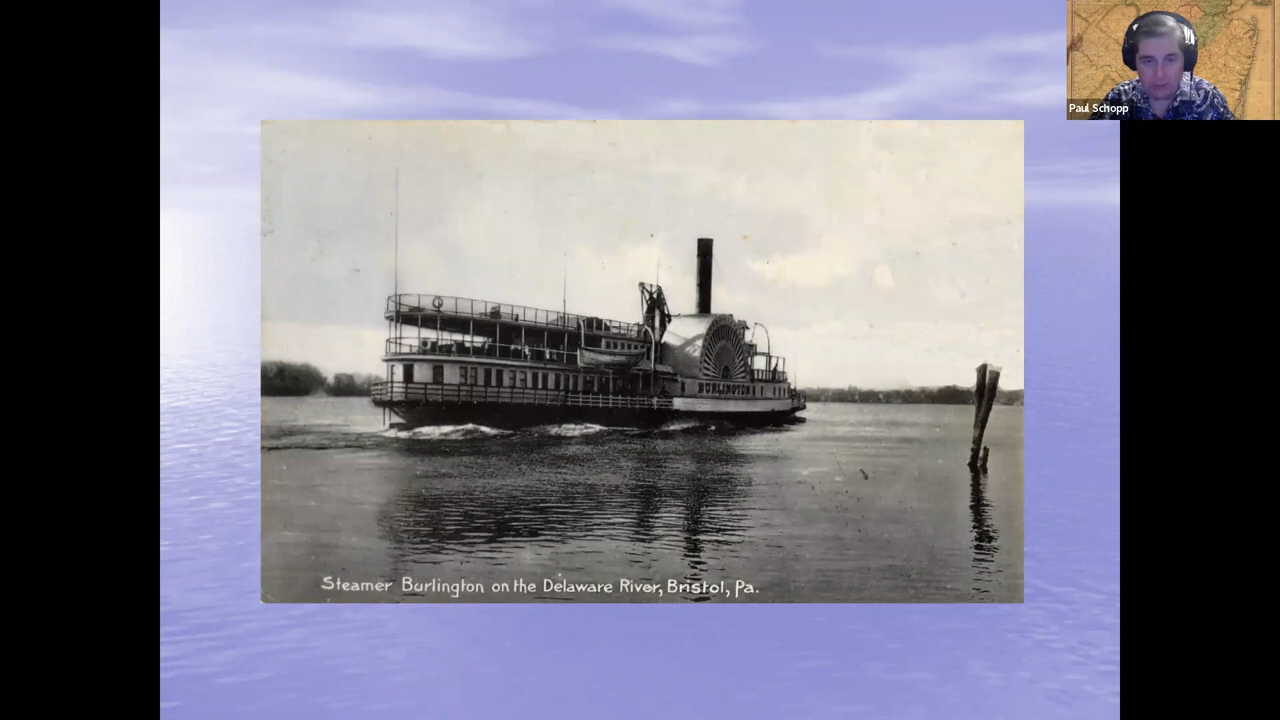 Paul Schopp
BURLINGTON
Steamer Burlington on the Delaware River, Bristol, Pa.